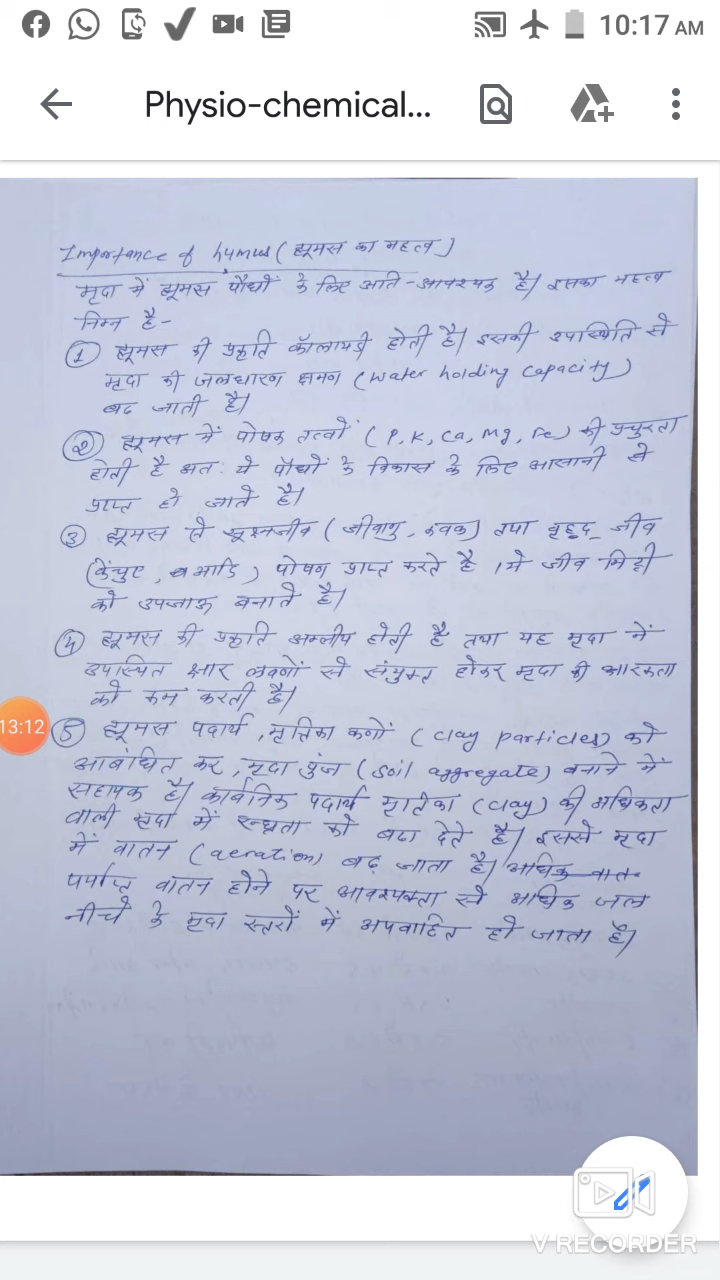 10:17 AM
Physio-chemical...
Importance of humus (ह्यूमस का महत्व)
मृदा में ह्यूमस पौधों के लिए अति-आवश्यक है। इसका महत्व
निम्न है-
① ह्यूमस की प्रकृति कॉलायडी होती है। इसकी उपस्थिति से
मृदा की जलधारण क्षमता (Water holding capacity)
बढ जाती है।
② ह्यूमस में पोषक तत्वों (P, K, Ca, Mg, Fe) की प्रचुरता
होती है अत: ये पौधों के विकास के लिए आसानी से
प्राप्त हो जाते है।
③ ह्यूमस से सूक्ष्मजीव (जीवाणु, कवक) तथा वृहद् जीव
(केंचुए, आदि) पोषण प्राप्त करते है, ये जीव मिट्टी
को उपजाऊ बनाते है।
④ ह्यूमस की प्रकृति अम्लीय होती है तथा यह मृदा में
उपस्थित क्षार लवणों से संयुक्त होकर मृदा की क्षारकता
को कम करती है।
13:12
⑤ ह्यूमस पदार्थ, मृत्तिका कणों (clay particles) को
आबंधित कर, मृदा पुंज (soil aggregate) बनाने में
सहायक है। कार्बनिक पदार्थ मृतिका (clay) की अधिकता
वाली मृदा में रन्ध्रता को बढा देते है। इससे मृदा
में वातन (aeration) बढ़ जाता है। अधिक वात
पर्याप्त वातन होने पर आवश्यकता से अधिक जल
नीचे के मृदा स्तरों में अपवाहित हो जाता है।
V RECORDER